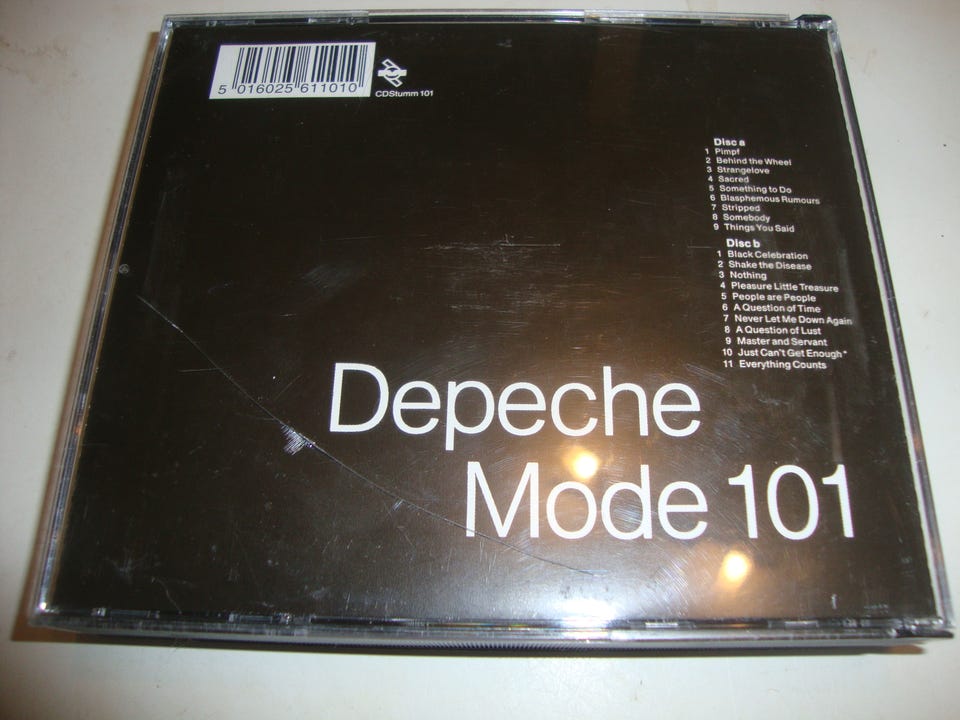 5 016025 611010
CDStumm 101
Disc a
1 Pimpf
2 Behind the Wheel
3 Strangelove
4 Sacred
5 Something to Do
6 Blasphemous Rumours
7 Stripped
8 Somebody
9 Things You Said
Disc b
1 Black Celebration
2 Shake the Disease
3 Nothing
4 Pleasure Little Treasure
5 People are People
6 A Question of Time
7 Never Let Me Down Again
8 A Question of Lust
9 Master and Servant
10 Just Can't Get Enough*
11 Everything Counts
Depeche
Mode 101